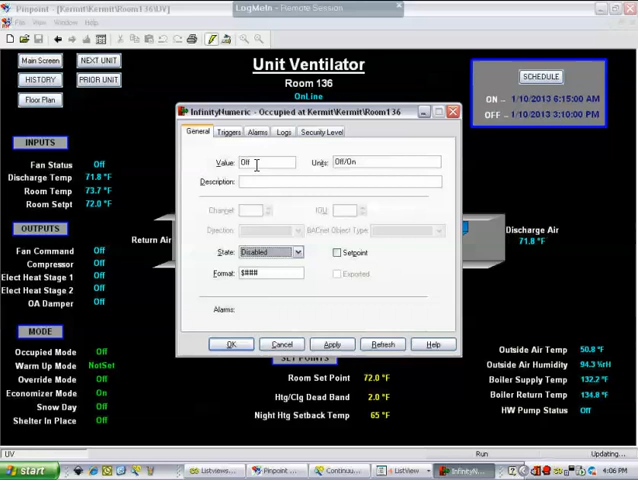 Pinpoint - [Kermit\Kermit\Room136\UV]
LogMeIn - Remote Session
File View Window Help
Main Screen
NEXT UNIT
HISTORY
PRIOR UNIT
Floor Plan
Unit Ventilator
Room 136
OnLine
SCHEDULE
ON -- 1/10/2013 6:15:00 AM
OFF -- 1/10/2013 3:10:00 PM
INPUTS
Fan Status Off
Discharge Temp 71.8 °F
Room Temp 73.7 °F
Room Setpt 72.0 °F
OUTPUTS
Fan Command Off
Compressor Off
Elect Heat Stage 1 Off
Elect Heat Stage 2 Off
OA Damper Off
MODE
Occupied Mode Off
Warm Up Mode NotSet
Override Mode Off
Economizer Mode On
Snow Day Off
Shelter In Place Off
Return Air
InfinityNumeric - Occupied at Kermit\Kermit\Room136
General Triggers Alarms Logs Security Level
Value: Off Units: Off/On
Description:
Channel: IOU:
Direction: BACnet Object Type:
State: Disabled Setpoint
Format: $### Exported
Alarms:
OK Cancel Apply Refresh Help
Discharge Air
71.8 °F
SET POINTS
Room Set Point 72.0 °F
Htg/Clg Dead Band 2.0 °F
Night Htg Setback Temp 65 °F
Outside Air Temp 50.8 °F
Outside Air Humidity 94.3 %rH
Boiler Supply Temp 132.2 °F
Boiler Return Temp 134.8 °F
HW Pump Status Off
UV Run Updating...
start Listviews... Pinpoint ... Continuu... ListView InfinityN... 4:06 PM